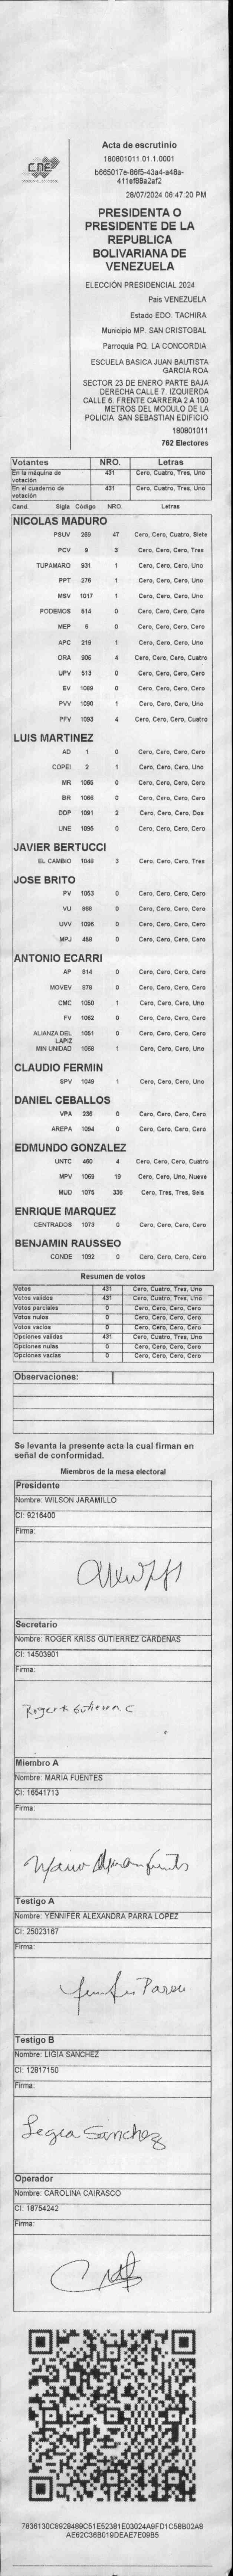 CNE
Acta de escrutinio
180801011.01.1.0001
b665017e-86f5-43a4-a48a-
411ef88a2af2
28/07/2024 06:47:20 PM
PRESIDENTA O
PRESIDENTE DE LA
REPUBLICA
BOLIVARIANA DE
VENEZUELA
ELECCIÓN PRESIDENCIAL 2024
País VENEZUELA
Estado EDO. TACHIRA
Municipio MP. SAN CRISTOBAL
Parroquia PQ. LA CONCORDIA
ESCUELA BASICA JUAN BAUTISTA
GARCIA ROA
SECTOR 23 DE ENERO PARTE BAJA
DERECHA CALLE 7. IZQUIERDA
CALLE 6. FRENTE CARRERA 2 A 100
METROS DEL MODULO DE LA
POLICIA SAN SEBASTIAN EDIFICIO
180801011
762 Electores
Votantes NRO. Letras
En la máquina de votación 431 Cero, Cuatro, Tres, Uno
En el cuaderno de votación 431 Cero, Cuatro, Tres, Uno
Cand. Sigla Código NRO. Letras
NICOLAS MADURO
PSUV 269 47 Cero, Cero, Cuatro, Siete
PCV 9 3 Cero, Cero, Cero, Tres
TUPAMARO 931 1 Cero, Cero, Cero, Uno
PPT 276 1 Cero, Cero, Cero, Uno
MSV 1017 1 Cero, Cero, Cero, Uno
PODEMOS 514 0 Cero, Cero, Cero, Cero
MEP 6 0 Cero, Cero, Cero, Cero
APC 219 1 Cero, Cero, Cero, Uno
ORA 906 4 Cero, Cero, Cero, Cuatro
UPV 513 0 Cero, Cero, Cero, Cero
EV 1089 0 Cero, Cero, Cero, Cero
PVV 1090 1 Cero, Cero, Cero, Uno
PFV 1093 4 Cero, Cero, Cero, Cuatro
LUIS MARTINEZ
AD 1 0 Cero, Cero, Cero, Cero
COPEI 2 1 Cero, Cero, Cero, Uno
MR 1065 0 Cero, Cero, Cero, Cero
BR 1066 0 Cero, Cero, Cero, Cero
DDP 1091 2 Cero, Cero, Cero, Dos
UNE 1095 0 Cero, Cero, Cero, Cero
JAVIER BERTUCCI
EL CAMBIO 1048 3 Cero, Cero, Cero, Tres
JOSE BRITO
PV 1053 0 Cero, Cero, Cero, Cero
VU 888 0 Cero, Cero, Cero, Cero
UVV 1096 0 Cero, Cero, Cero, Cero
MPJ 458 0 Cero, Cero, Cero, Cero
ANTONIO ECARRI
AP 814 0 Cero, Cero, Cero, Cero
MOVEV 878 0 Cero, Cero, Cero, Cero
CMC 1050 1 Cero, Cero, Cero, Uno
FV 1062 0 Cero, Cero, Cero, Cero
ALIANZA DEL LAPIZ 1051 0 Cero, Cero, Cero, Cero
MIN UNIDAD 1068 1 Cero, Cero, Cero, Uno
CLAUDIO FERMIN
SPV 1049 1 Cero, Cero, Cero, Uno
DANIEL CEBALLOS
VPA 236 0 Cero, Cero, Cero, Cero
AREPA 1094 0 Cero, Cero, Cero, Cero
EDMUNDO GONZALEZ
UNTC 460 4 Cero, Cero, Cero, Cuatro
MPV 1069 19 Cero, Cero, Uno, Nueve
MUD 1075 336 Cero, Tres, Tres, Seis
ENRIQUE MARQUEZ
CENTRADOS 1073 0 Cero, Cero, Cero, Cero
BENJAMIN RAUSSEO
CONDE 1092 0 Cero, Cero, Cero, Cero
Resumen de votos
Votos 431 Cero, Cuatro, Tres, Uno
Votos válidos 431 Cero, Cuatro, Tres, Uno
Votos parciales 0 Cero, Cero, Cero, Cero
Votos nulos 0 Cero, Cero, Cero, Cero
Votos vacíos 0 Cero, Cero, Cero, Cero
Opciones válidas 431 Cero, Cuatro, Tres, Uno
Opciones nulas 0 Cero, Cero, Cero, Cero
Opciones vacías 0 Cero, Cero, Cero, Cero
Observaciones:
Se levanta la presente acta la cual firman en
señal de conformidad.
Miembros de la mesa electoral
Presidente
Nombre: WILSON JARAMILLO
CI: 9216400
Firma:
Secretario
Nombre: ROGER KRISS GUTIERREZ CARDENAS
CI: 14503901
Firma:
Miembro A
Nombre: MARIA FUENTES
CI: 16541713
Firma:
Testigo A
Nombre: YENNIFER ALEXANDRA PARRA LOPEZ
CI: 25023167
Firma:
Testigo B
Nombre: LIGIA SANCHEZ
CI: 12817150
Firma:
Ligia Sanchez
Operador
Nombre: CAROLINA CAIRASCO
CI: 18754242
Firma:
7836130C8928489C51E52381E03024A9FD1C58B02AB
AE62C36B019DEAE7E09B5